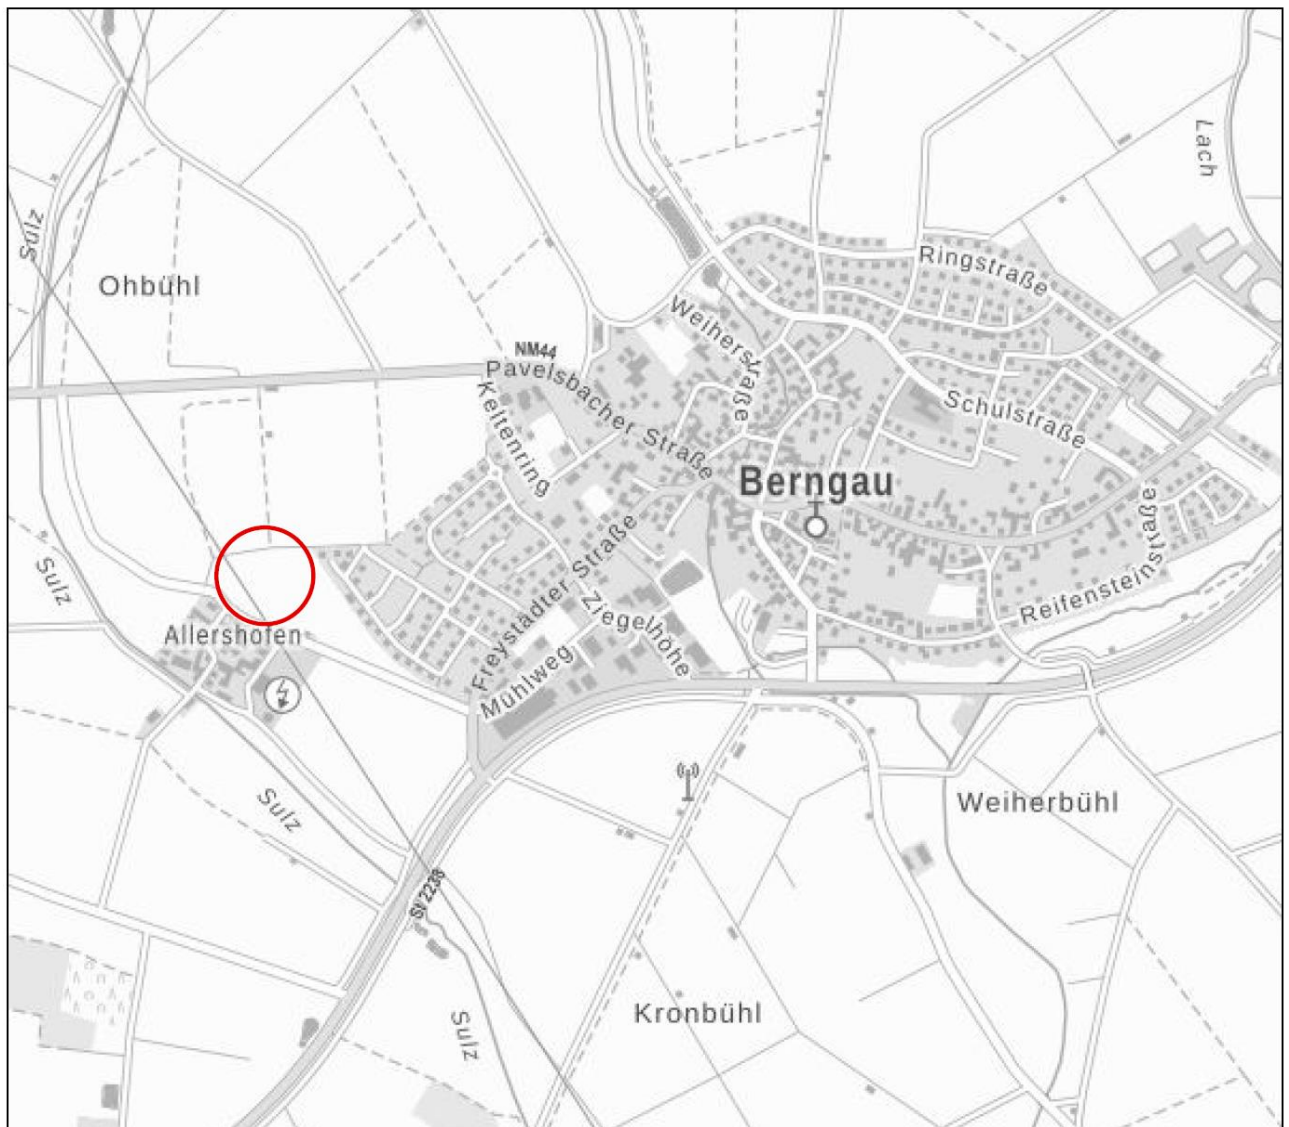 Lach
Sulz
Ohbühl
Ringstraße
Weiherstraße
NM44
Pavelsbacher Straße
Keltenring
Schulstraße
Berngau
Freystädter Straße
Reifensteinstraße
Sulz
Ziegelhöhe
Allershofen
Mühlweg
Sulz
Weiherbühl
St 2238
Kronbühl
Sulz